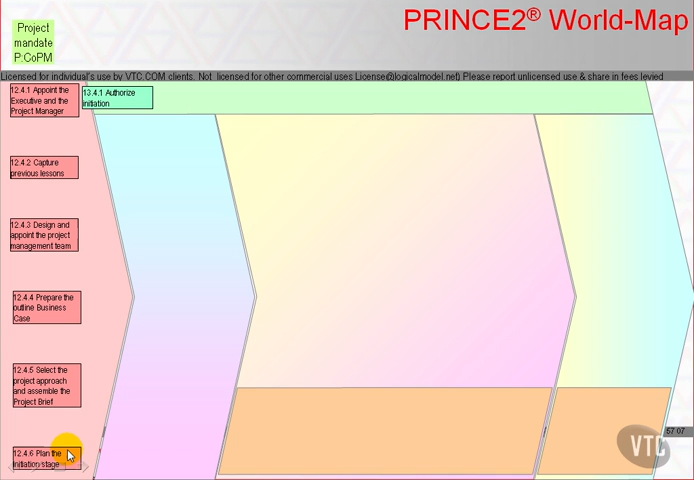 PRINCE2® World-Map
Project
mandate
P:CoPM
Licensed for individual's use by VTC.COM clients. Not licensed for other commercial uses License@logicalmodel.net) Please report unlicensed use & share in fees levied
12.4.1 Appoint the
Executive and the
Project Manager
13.4.1 Authorize
initiation
12.4.2 Capture
previous lessons
12.4.3 Design and
appoint the project
management team
12.4.4 Prepare the
outline Business
Case
12.4.5 Select the
project approach
and assemble the
Project Brief
12.4.6 Plan the
initiation stage
57 07
VTC